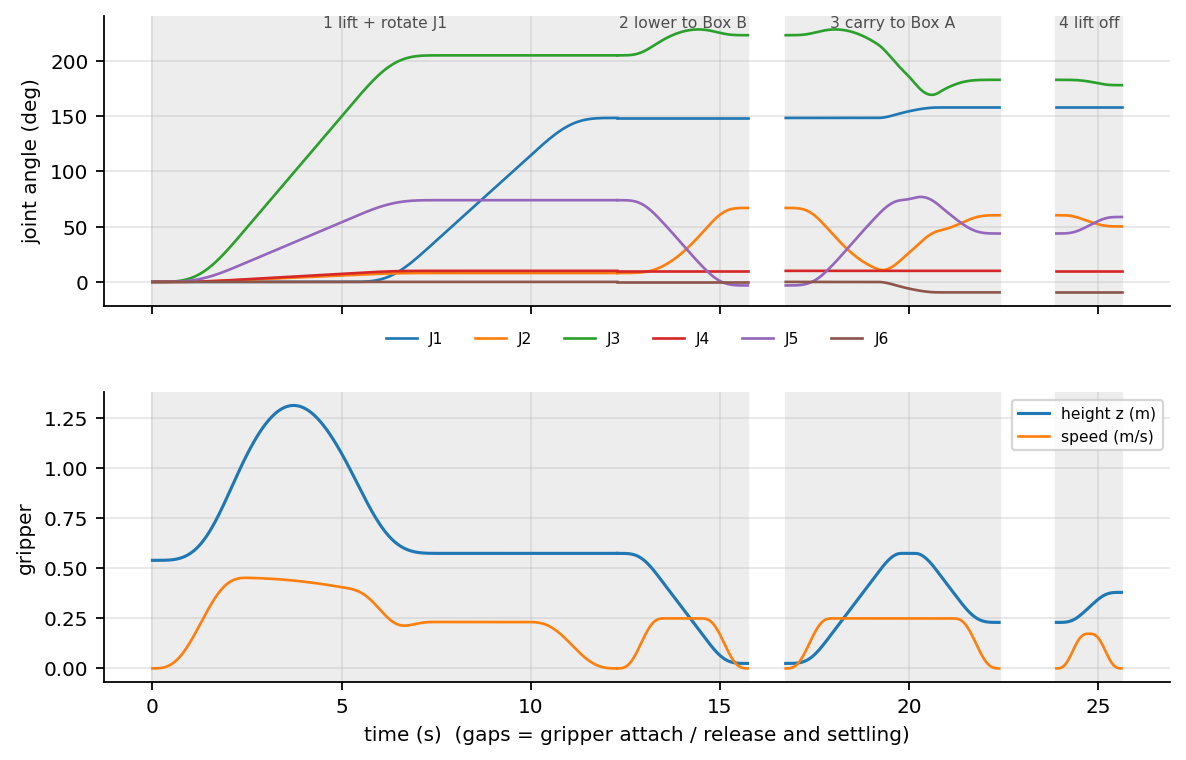 1 lift + rotate J1
2 lower to Box B
3 carry to Box A
4 lift off
joint angle (deg)
200
150
100
50
0
J1 J2 J3 J4 J5 J6
gripper
height z (m)
speed (m/s)
1.25
1.00
0.75
0.50
0.25
0.00
0 5 10 15 20 25
time (s) (gaps = gripper attach / release and settling)